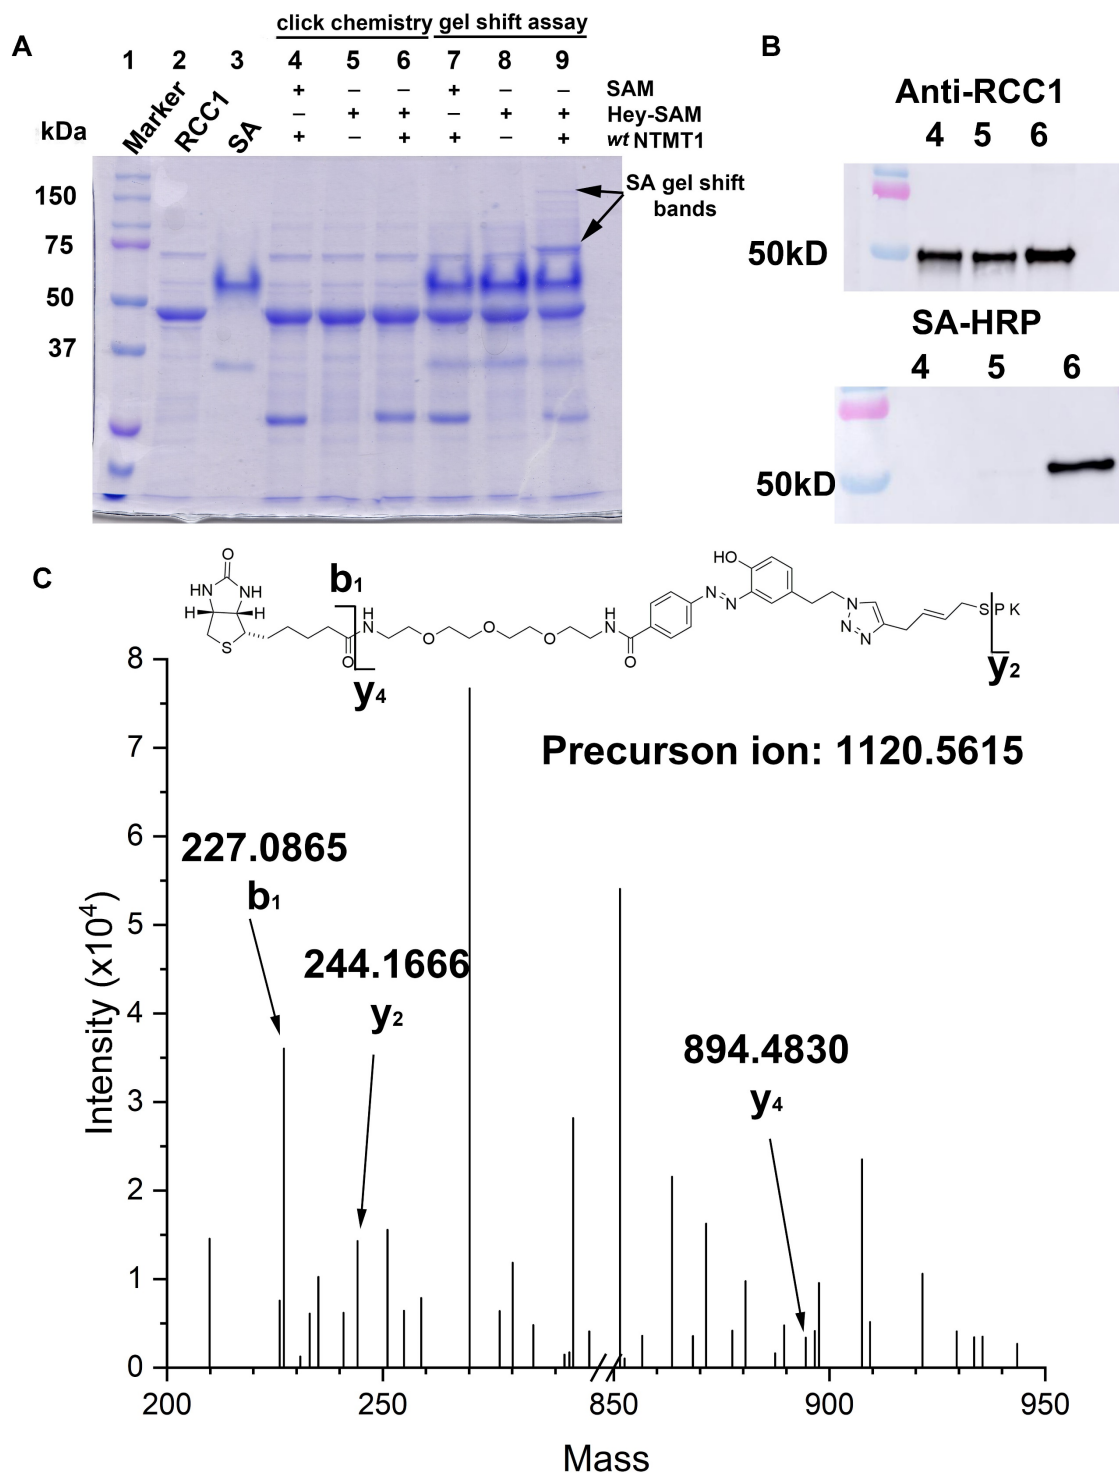 click chemistry gel shift assay
A
1 2 3 4 5 6 7 8 9
Marker
RCC1
SA
+ – – + – – SAM
– + + – + + Hey-SAM
+ – + + – + wt NTMT1
kDa
150
75
50
37
SA gel shift
bands
B
Anti-RCC1
4 5 6
50kD
SA-HRP
4 5 6
50kD
C
b1
y4
y2
O
HN
NH
H
H
S
O
H
N
O
O
O
H
N
O
N
N
HO
N
N
N
S P K
Precurson ion: 1120.5615
227.0865
b1
244.1666
y2
894.4830
y4
Intensity (x10⁴)
8
7
6
5
4
3
2
1
0
200 250 850 900 950
Mass